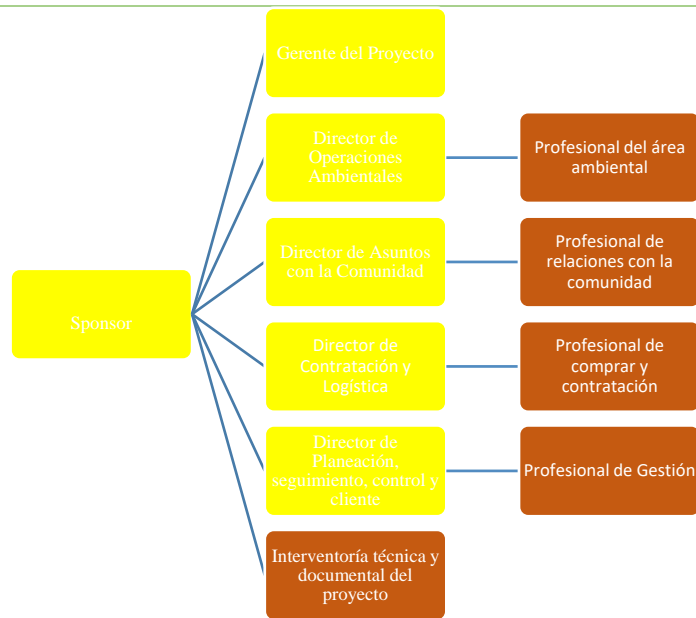 Gerente del Proyecto
Director de
Operaciones
Ambientales
Profesional del área
ambiental
Director de Asuntos
con la Comunidad
Profesional de
relaciones con la
comunidad
Sponsor
Director de
Contratación y
Logística
Profesional de
comprar y
contratación
Director de
Planeación,
seguimiento, control y
cliente
Profesional de Gestión
Interventoría técnica y
documental del
proyecto